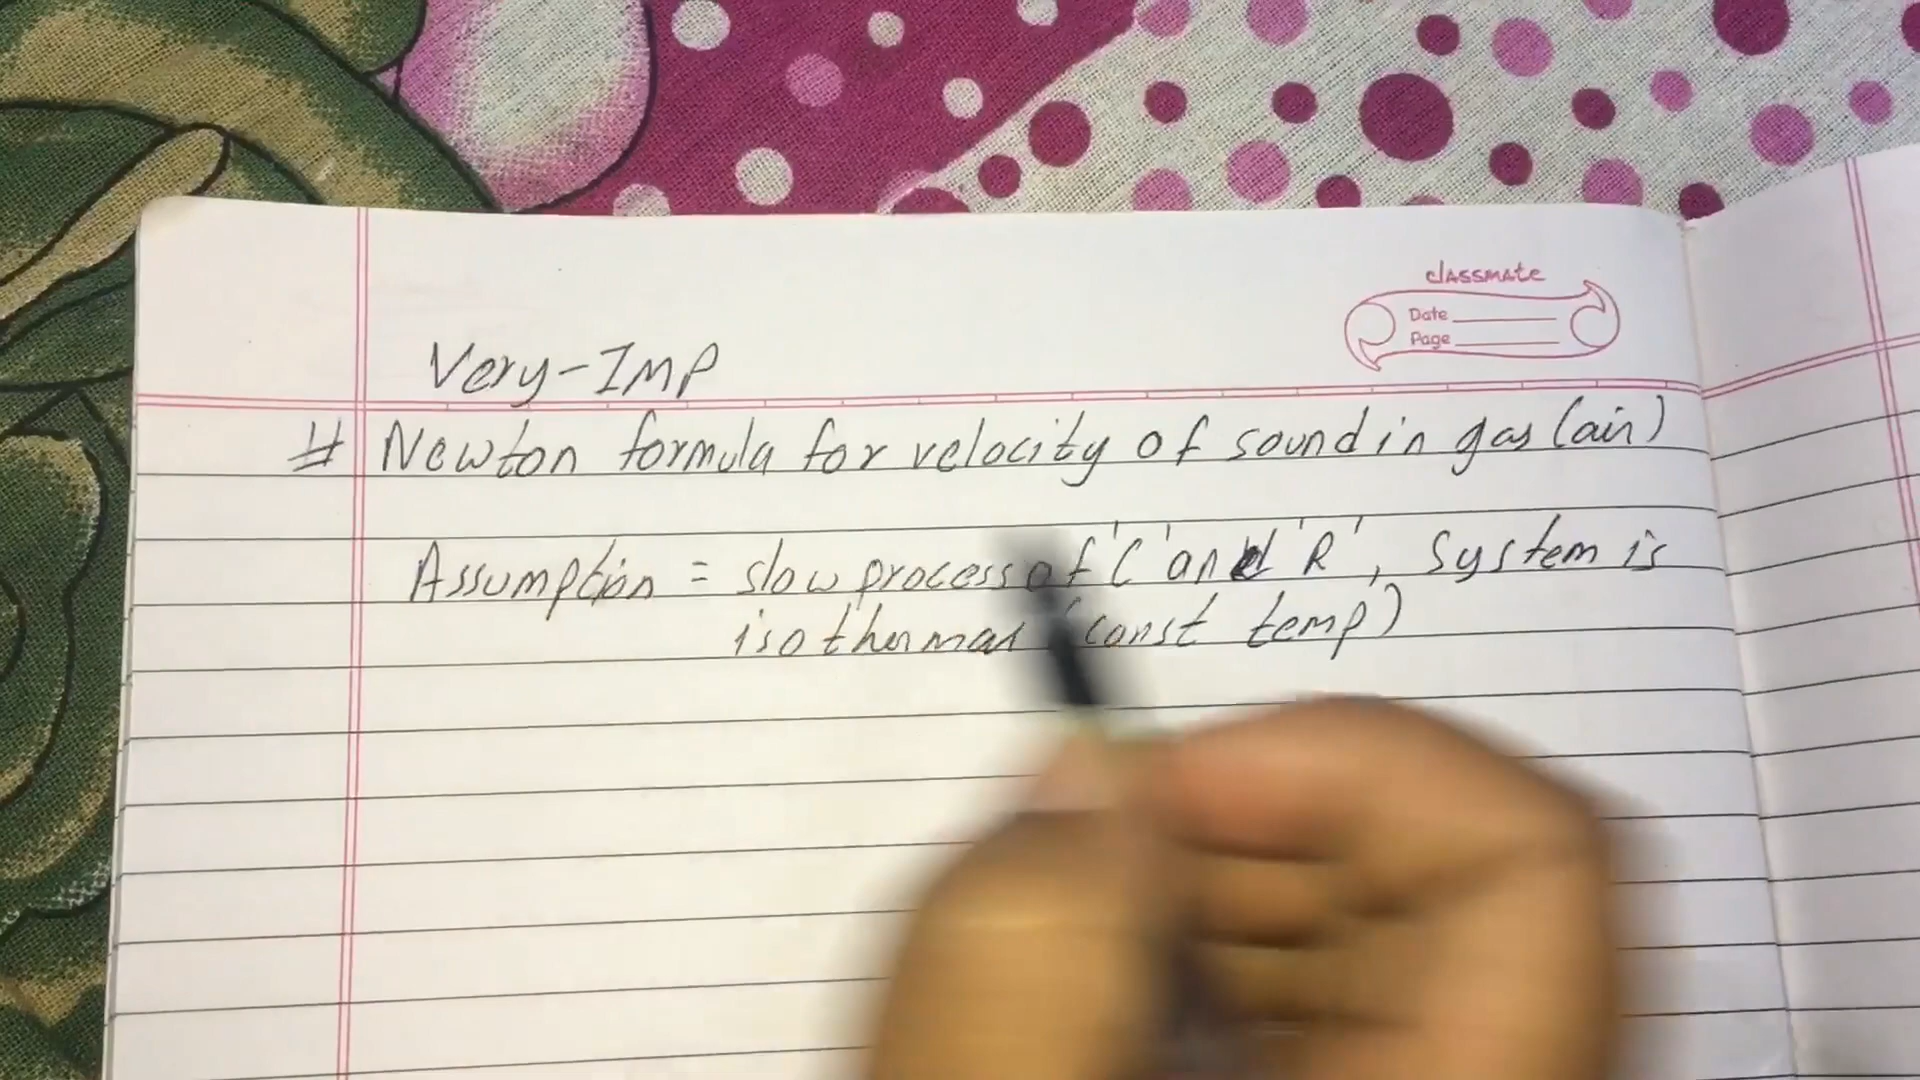 classmate
Date
Page
Very-IMP
# Newton formula for velocity of sound in gas (air)
Assumption = slow process of 'C' and 'R', System is
isothermal (const temp)